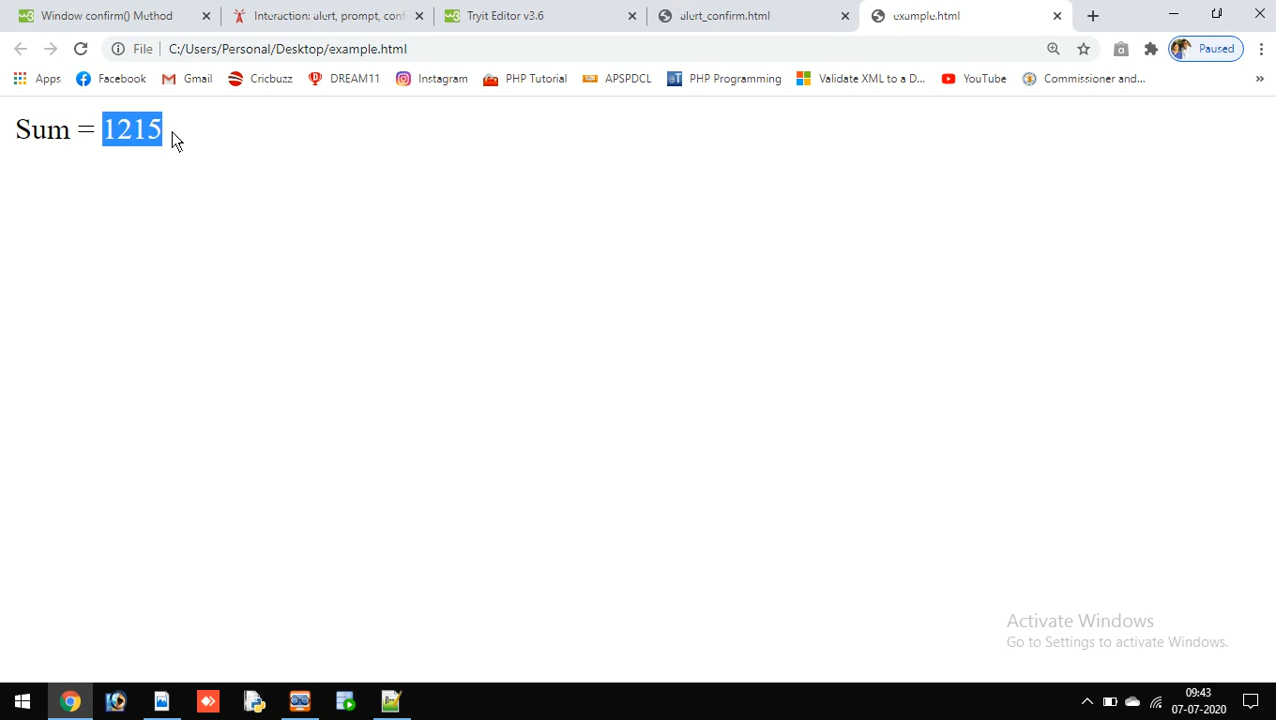 Window confirm() Method
Interaction: alert, prompt, conf
Tryit Editor v3.6
alert_confirm.html
example.html
File
C:/Users/Personal/Desktop/example.html
Paused
Apps
Facebook
Gmail
Cricbuzz
DREAM11
Instagram
PHP Tutorial
APSPDCL
PHP Programming
Validate XML to a D...
YouTube
Commissioner and...
»
Sum = 1215
Activate Windows
Go to Settings to activate Windows.
09:43
07-07-2020